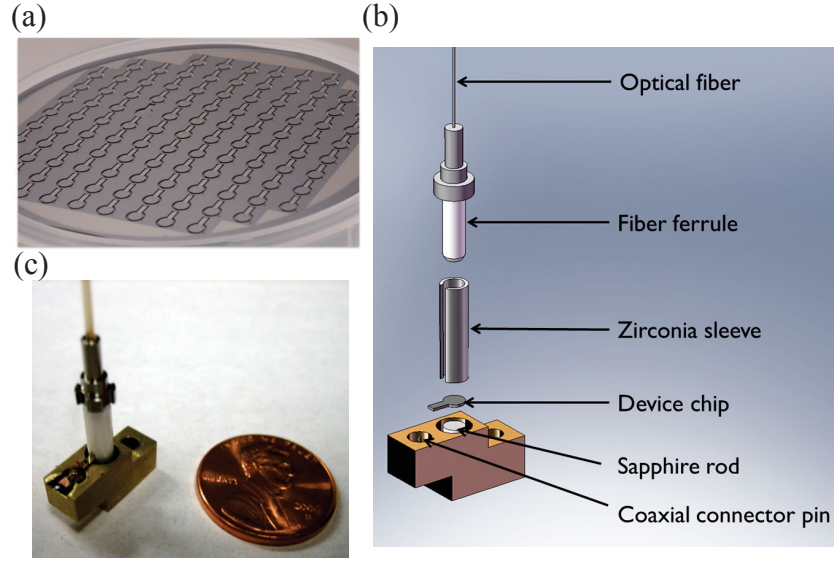 (a)
(b)
Optical fiber
Fiber ferrule
Zirconia sleeve
Device chip
Sapphire rod
Coaxial connector pin
(c)